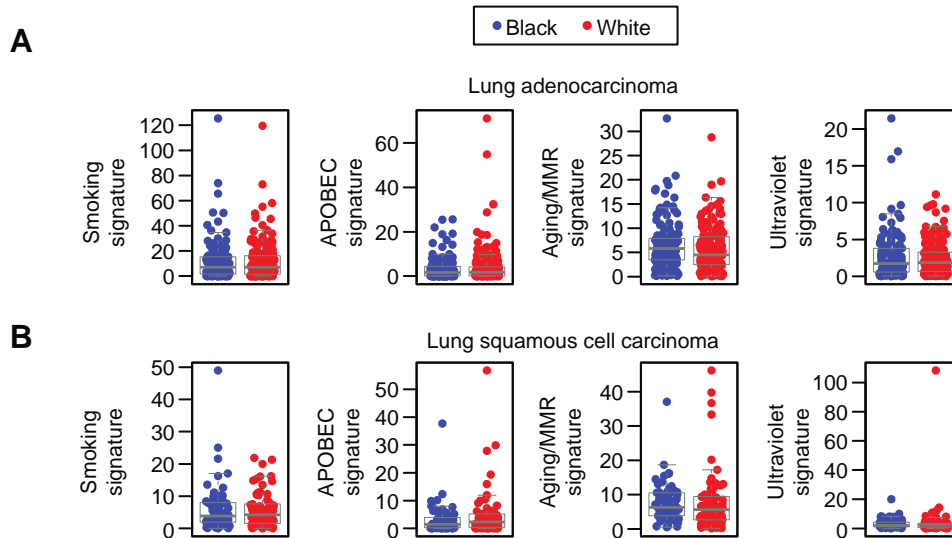 Black White
A
Lung adenocarcinoma
Smoking
signature
120
100
80
60
40
20
0
APOBEC
signature
60
40
20
0
Aging/MMR
signature
30
25
20
15
10
5
0
Ultraviolet
signature
20
15
10
5
0
B
Lung squamous cell carcinoma
Smoking
signature
50
40
30
20
10
0
APOBEC
signature
60
50
40
30
20
10
0
Aging/MMR
signature
40
30
20
10
0
Ultraviolet
signature
100
80
60
40
20
0